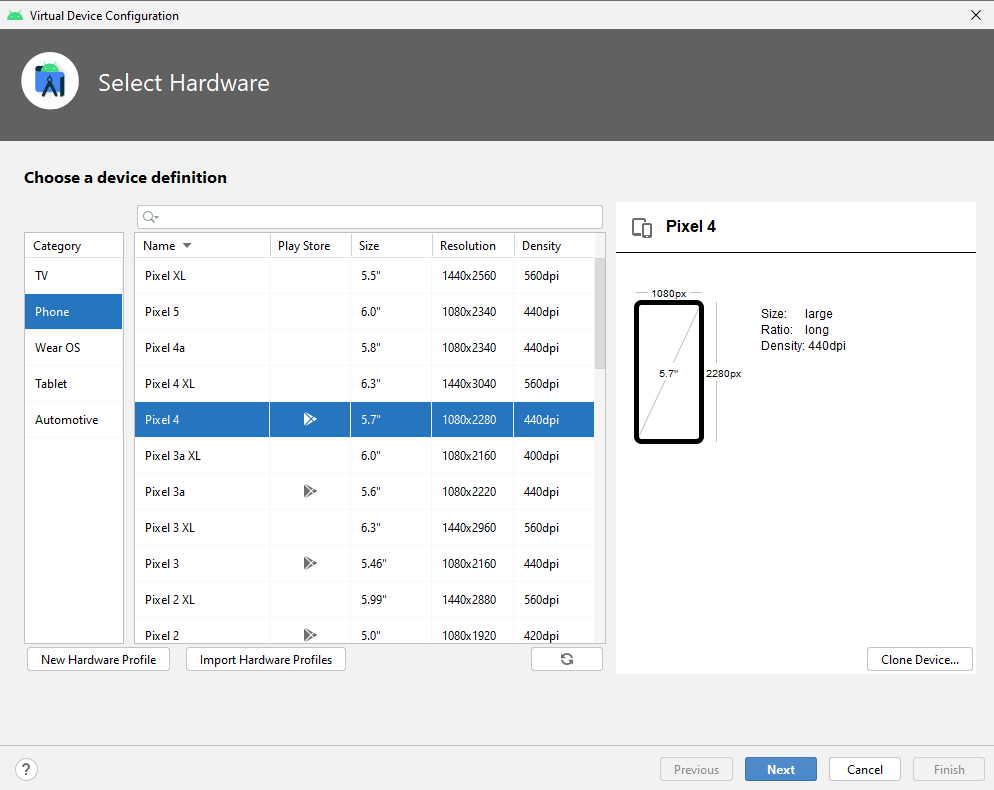 Virtual Device Configuration
Select Hardware
Choose a device definition
Category
TV
Phone
Wear OS
Tablet
Automotive
Name Play Store Size Resolution Density
Pixel XL 5.5" 1440x2560 560dpi
Pixel 5 6.0" 1080x2340 440dpi
Pixel 4a 5.8" 1080x2340 440dpi
Pixel 4 XL 6.3" 1440x3040 560dpi
Pixel 4 5.7" 1080x2280 440dpi
Pixel 3a XL 6.0" 1080x2160 400dpi
Pixel 3a 5.6" 1080x2220 440dpi
Pixel 3 XL 6.3" 1440x2960 560dpi
Pixel 3 5.46" 1080x2160 440dpi
Pixel 2 XL 5.99" 1440x2880 560dpi
Pixel 2 5.0" 1080x1920 420dpi
New Hardware Profile Import Hardware Profiles
Pixel 4
1080px
5.7"
2280px
Size: large
Ratio: long
Density: 440dpi
Clone Device...
? Previous Next Cancel Finish